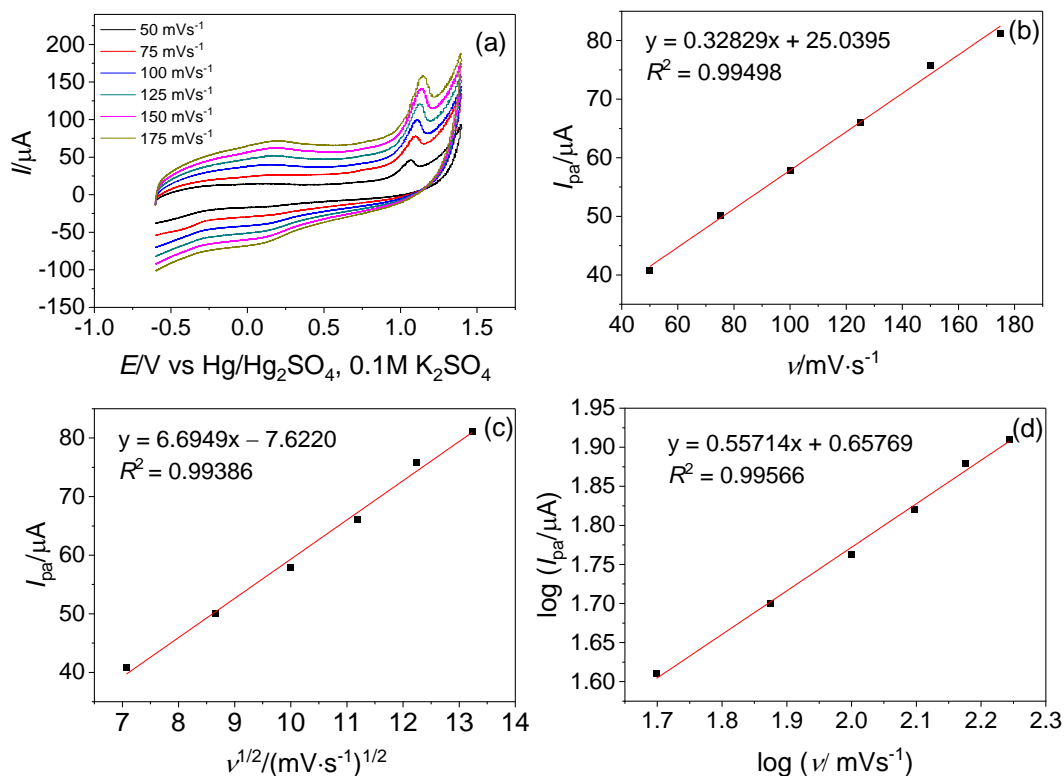 (a)
50 mVs⁻¹
75 mVs⁻¹
100 mVs⁻¹
125 mVs⁻¹
150 mVs⁻¹
175 mVs⁻¹
200
150
100
50
0
-50
-100
-150
I/µA
-1.0 -0.5 0.0 0.5 1.0 1.5
E/V vs Hg/Hg₂SO₄, 0.1M K₂SO₄
(b)
y = 0.32829x + 25.0395
R² = 0.99498
80
60
40
I_pa/µA
40 60 80 100 120 140 160 180
ν/mV·s⁻¹
(c)
y = 6.6949x – 7.6220
R² = 0.99386
80
70
60
50
40
I_pa/µA
7 8 9 10 11 12 13 14
ν^1/2/(mV·s⁻¹)^1/2
(d)
y = 0.55714x + 0.65769
R² = 0.99566
1.95
1.90
1.85
1.80
1.75
1.70
1.65
1.60
log (I_pa/µA)
1.7 1.8 1.9 2.0 2.1 2.2 2.3
log (ν/ mVs⁻¹)